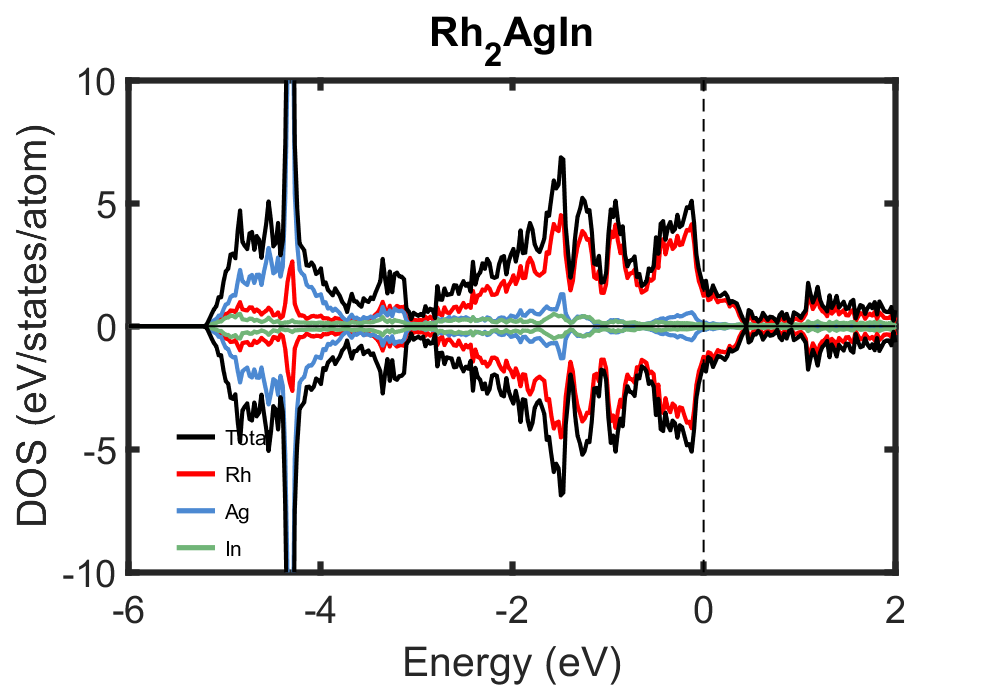 Rh2AgIn
DOS (eV/states/atom)
10
5
0
-5
-10
Total
Rh
Ag
In
-6 -4 -2 0 2
Energy (eV)